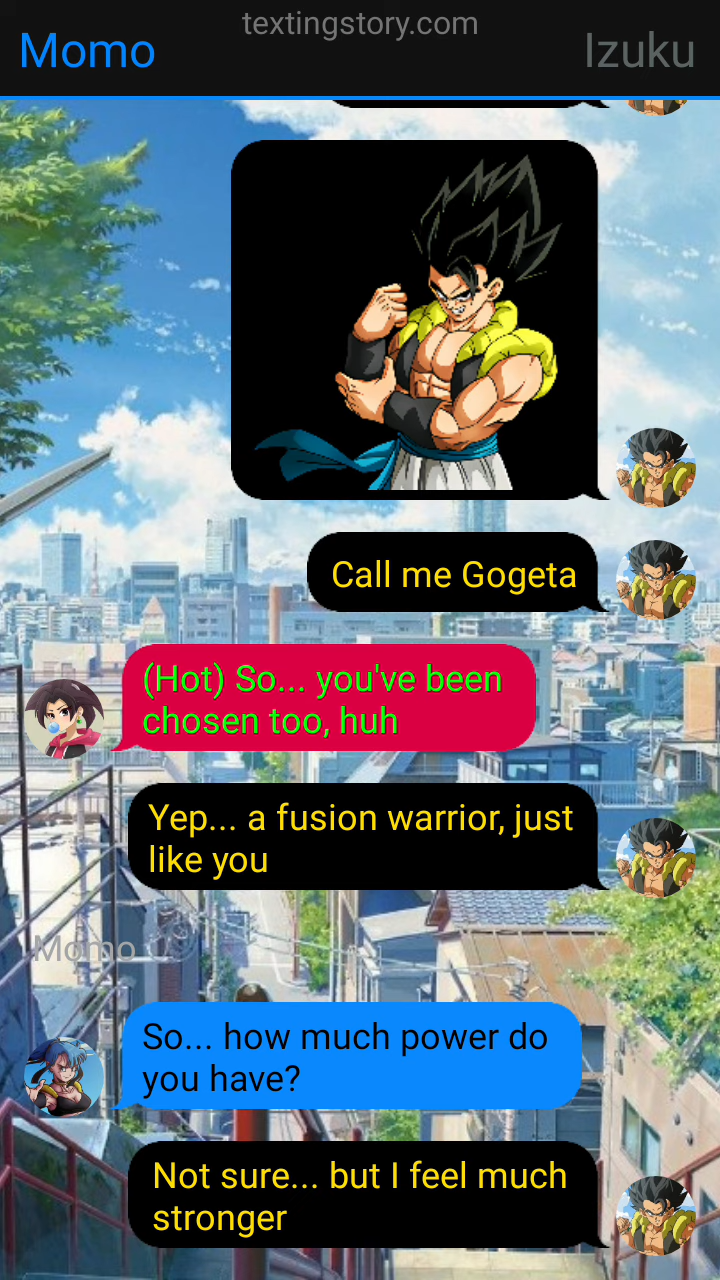 textingstory.com
Momo
Izuku
Call me Gogeta
(Hot) So... you've been
chosen too, huh
Yep... a fusion warrior, just
like you
Momo
So... how much power do
you have?
Not sure... but I feel much
stronger